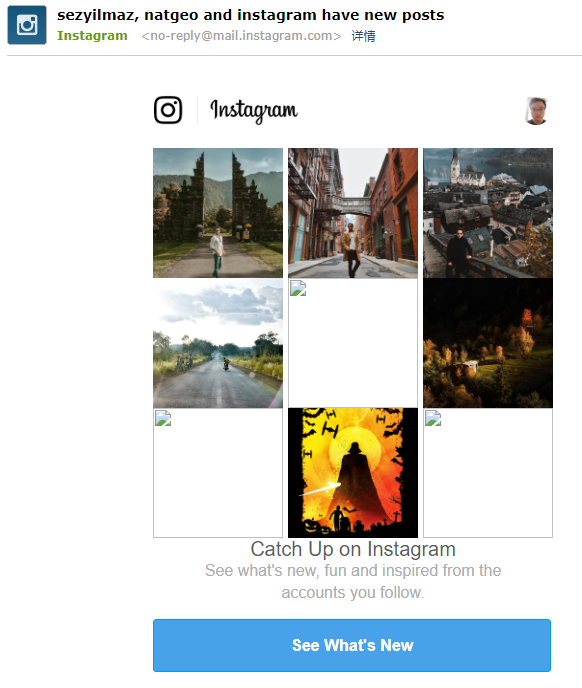 sezyilmaz, natgeo and instagram have new posts
Instagram <no-reply@mail.instagram.com> 详情
Instagram
Catch Up on Instagram
See what's new, fun and inspired from the
accounts you follow.
See What's New